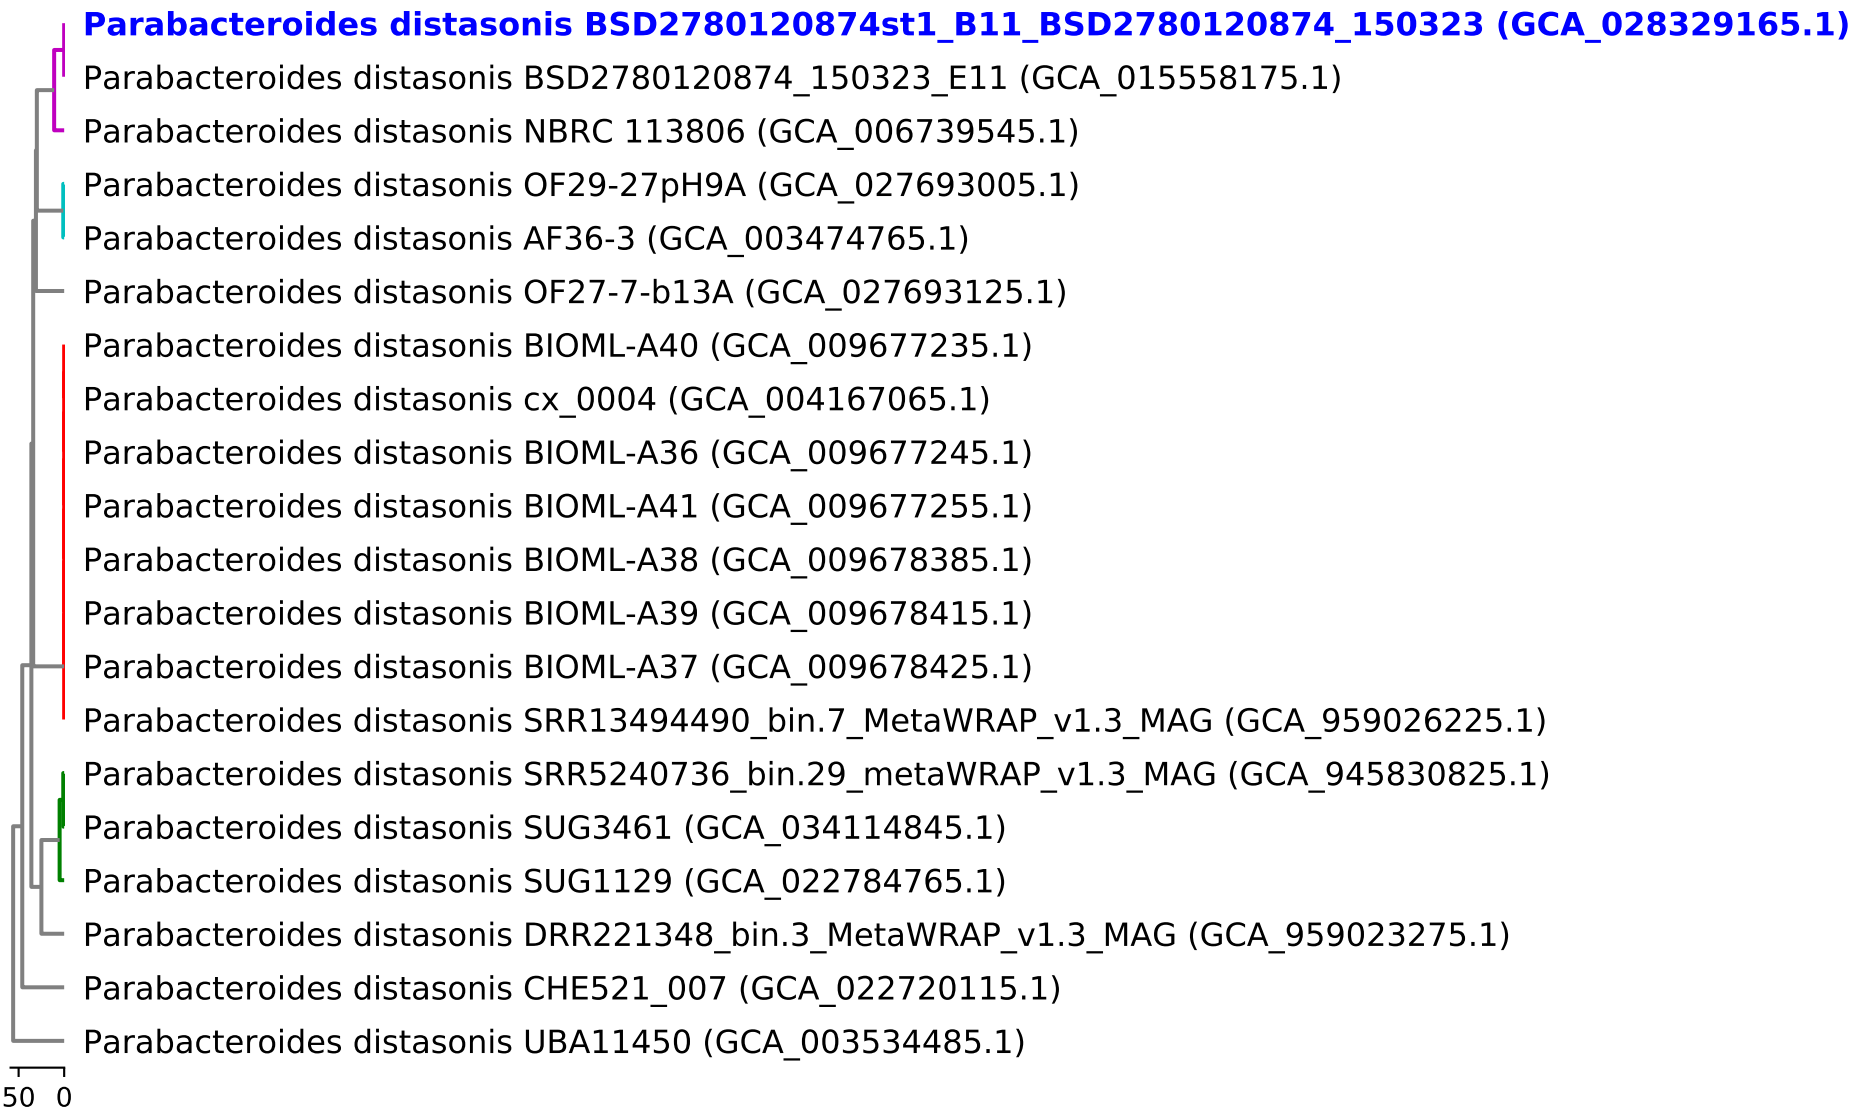 Parabacteroides distasonis BSD2780120874st1_B11_BSD2780120874_150323 (GCA_028329165.1)
Parabacteroides distasonis BSD2780120874_150323_E11 (GCA_015558175.1)
Parabacteroides distasonis NBRC 113806 (GCA_006739545.1)
Parabacteroides distasonis OF29-27pH9A (GCA_027693005.1)
Parabacteroides distasonis AF36-3 (GCA_003474765.1)
Parabacteroides distasonis OF27-7-b13A (GCA_027693125.1)
Parabacteroides distasonis BIOML-A40 (GCA_009677235.1)
Parabacteroides distasonis cx_0004 (GCA_004167065.1)
Parabacteroides distasonis BIOML-A36 (GCA_009677245.1)
Parabacteroides distasonis BIOML-A41 (GCA_009677255.1)
Parabacteroides distasonis BIOML-A38 (GCA_009678385.1)
Parabacteroides distasonis BIOML-A39 (GCA_009678415.1)
Parabacteroides distasonis BIOML-A37 (GCA_009678425.1)
Parabacteroides distasonis SRR13494490_bin.7_MetaWRAP_v1.3_MAG (GCA_959026225.1)
Parabacteroides distasonis SRR5240736_bin.29_metaWRAP_v1.3_MAG (GCA_945830825.1)
Parabacteroides distasonis SUG3461 (GCA_034114845.1)
Parabacteroides distasonis SUG1129 (GCA_022784765.1)
Parabacteroides distasonis DRR221348_bin.3_MetaWRAP_v1.3_MAG (GCA_959023275.1)
Parabacteroides distasonis CHE521_007 (GCA_022720115.1)
Parabacteroides distasonis UBA11450 (GCA_003534485.1)
50 0